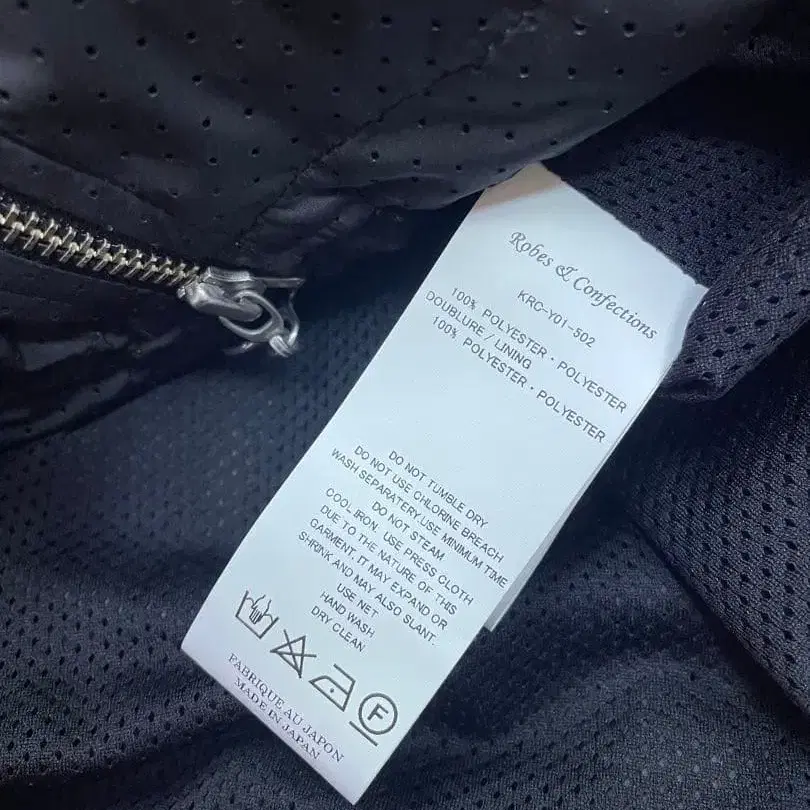 Robes & Confections
KRC-Y01-502
100% POLYESTER · POLYESTER
DOUBLURE / LINING
100% POLYESTER · POLYESTER
DO NOT TUMBLE DRY
DO NOT USE CHLORINE BREACH
WASH SEPARATERY.USE MINIMUM TIME
DO NOT STEAM
COOL IRON, USE PRESS CLOTH
DUE TO THE NATURE OF THIS
GARMENT, IT MAY EXPAND OR
SHRINK AND MAY ALSO SLANT.
USE NET
HAND WASH
DRY CLEAN
F
FABRIQUE AU JAPON
MADE IN JAPAN